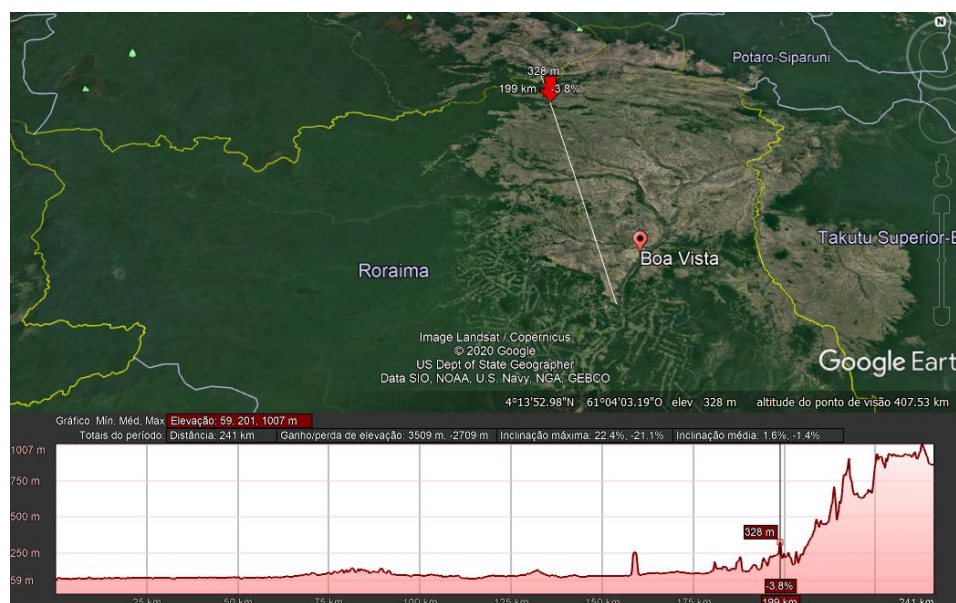 N
Potaro-Siparuni
328 m
199 km -3.8%
Takutu Superior-E
Boa Vista
Roraima
Image Landsat / Copernicus
© 2020 Google
US Dept of State Geographer
Data SIO, NOAA, U.S. Navy, NGA, GEBCO
Google Eart
4°13'52.98"N 61°04'03.19"O elev 328 m altitude do ponto de visão 407.53 km
Gráfico: Mín, Méd, Max Elevação: 59, 201, 1007 m
Totais do período: Distância: 241 km Ganho/perda de elevação: 3509 m, -2709 m Inclinação máxima: 22.4%, -21.1% Inclinação média: 1.6%, -1.4%
1007 m
750 m
500 m
328 m
250 m
59 m
-3.8%
25 km 50 km 75 km 100 km 125 km 150 km 175 km 199 km 241 km